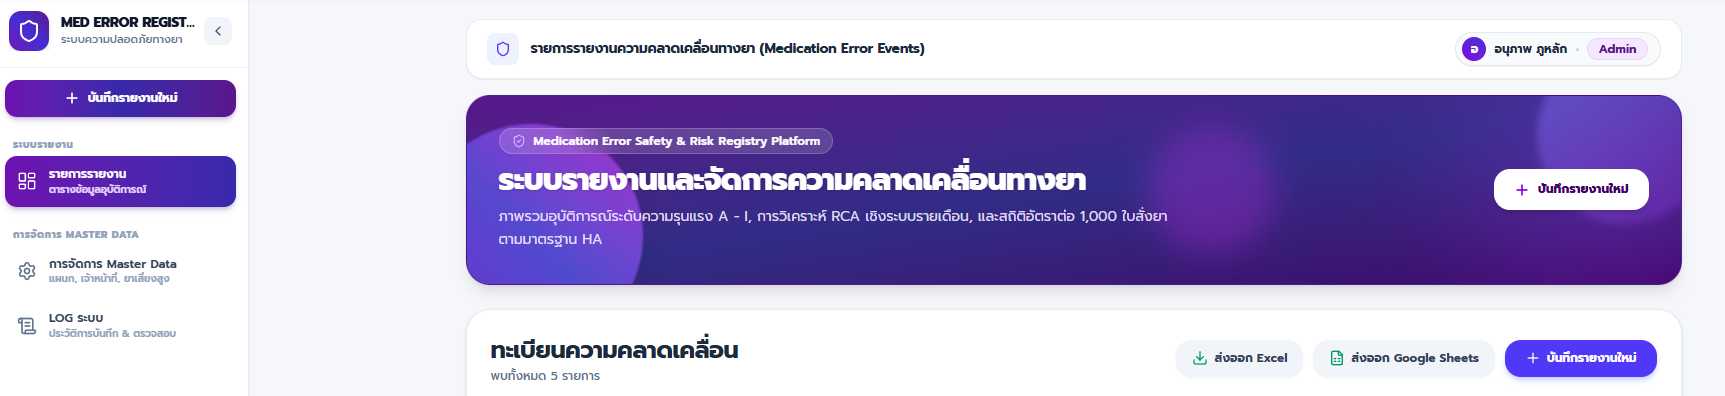 MED ERROR REGIST...
ระบบความปลอดภัยทางยา
บันทึกรายงานใหม่
ระบบรายงาน
รายการรายงาน
ตารางข้อมูลอุบัติการณ์
การจัดการ MASTER DATA
การจัดการ Master Data
แผนก, เจ้าหน้าที่, ยาเสี่ยงสูง
LOG ระบบ
ประวัติการบันทึก & ตรวจสอบ
รายการรายงานความคลาดเคลื่อนทางยา (Medication Error Events)
อ อนุภาพ ภูหลัก • Admin
Medication Error Safety & Risk Registry Platform
ระบบรายงานและจัดการความคลาดเคลื่อนทางยา
ภาพรวมอุบัติการณ์ระดับความรุนแรง A - I, การวิเคราะห์ RCA เชิงระบบรายเดือน, และสถิติอัตราต่อ 1,000 ใบสั่งยา
ตามมาตรฐาน HA
บันทึกรายงานใหม่
ทะเบียนความคลาดเคลื่อน
พบทั้งหมด 5 รายการ
ส่งออก Excel
ส่งออก Google Sheets
บันทึกรายงานใหม่